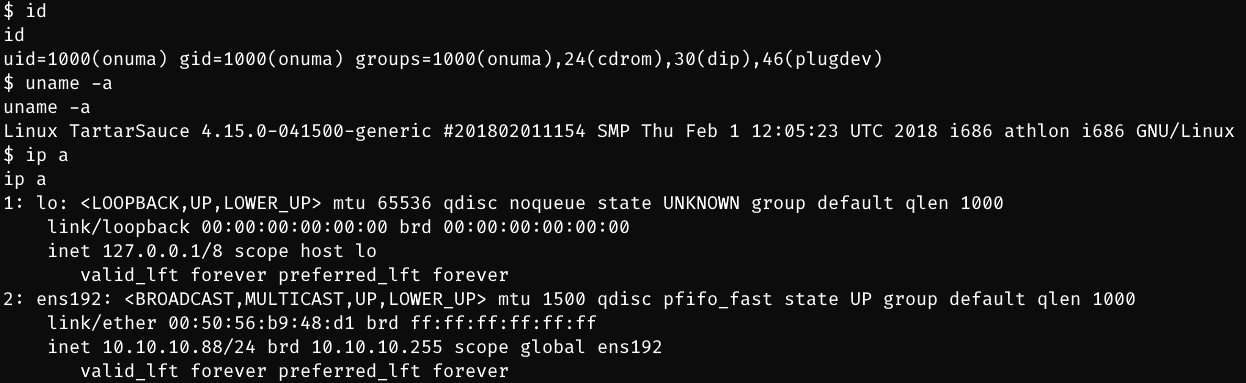 $ id
id
uid=1000(onuma) gid=1000(onuma) groups=1000(onuma),24(cdrom),30(dip),46(plugdev)
$ uname -a
uname -a
Linux TartarSauce 4.15.0-041500-generic #201802011154 SMP Thu Feb 1 12:05:23 UTC 2018 i686 athlon i686 GNU/Linux
$ ip a
ip a
1: lo: <LOOPBACK,UP,LOWER_UP> mtu 65536 qdisc noqueue state UNKNOWN group default qlen 1000
    link/loopback 00:00:00:00:00:00 brd 00:00:00:00:00:00
    inet 127.0.0.1/8 scope host lo
       valid_lft forever preferred_lft forever
2: ens192: <BROADCAST,MULTICAST,UP,LOWER_UP> mtu 1500 qdisc pfifo_fast state UP group default qlen 1000
    link/ether 00:50:56:b9:48:d1 brd ff:ff:ff:ff:ff:ff
    inet 10.10.10.88/24 brd 10.10.10.255 scope global ens192
       valid_lft forever preferred_lft forever